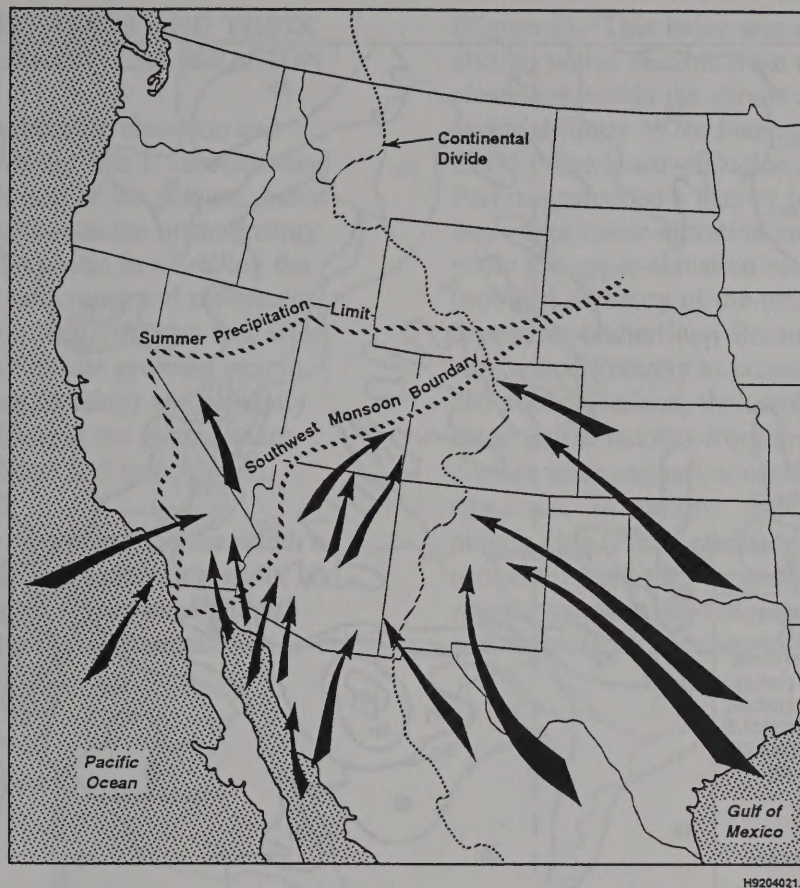 Continental
Divide
Summer Precipitation Limit
Southwest Monsoon Boundary
Pacific
Ocean
Gulf of
Mexico
H9204021